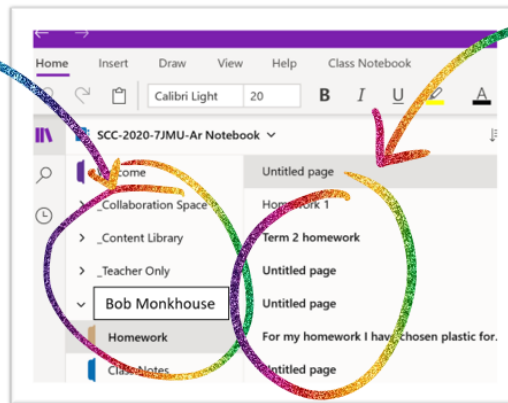 Home Insert Draw View Help Class Notebook
Calibri Light 20 B I U A
SCC-2020-7JMU-Ar Notebook
Untitled page
_Collaboration Space
Homework 1
_Content Library
Term 2 homework
_Teacher Only
Untitled page
Bob Monkhouse
Untitled page
Homework
For my homework I have chosen plastic for.
Class Notes
Untitled page